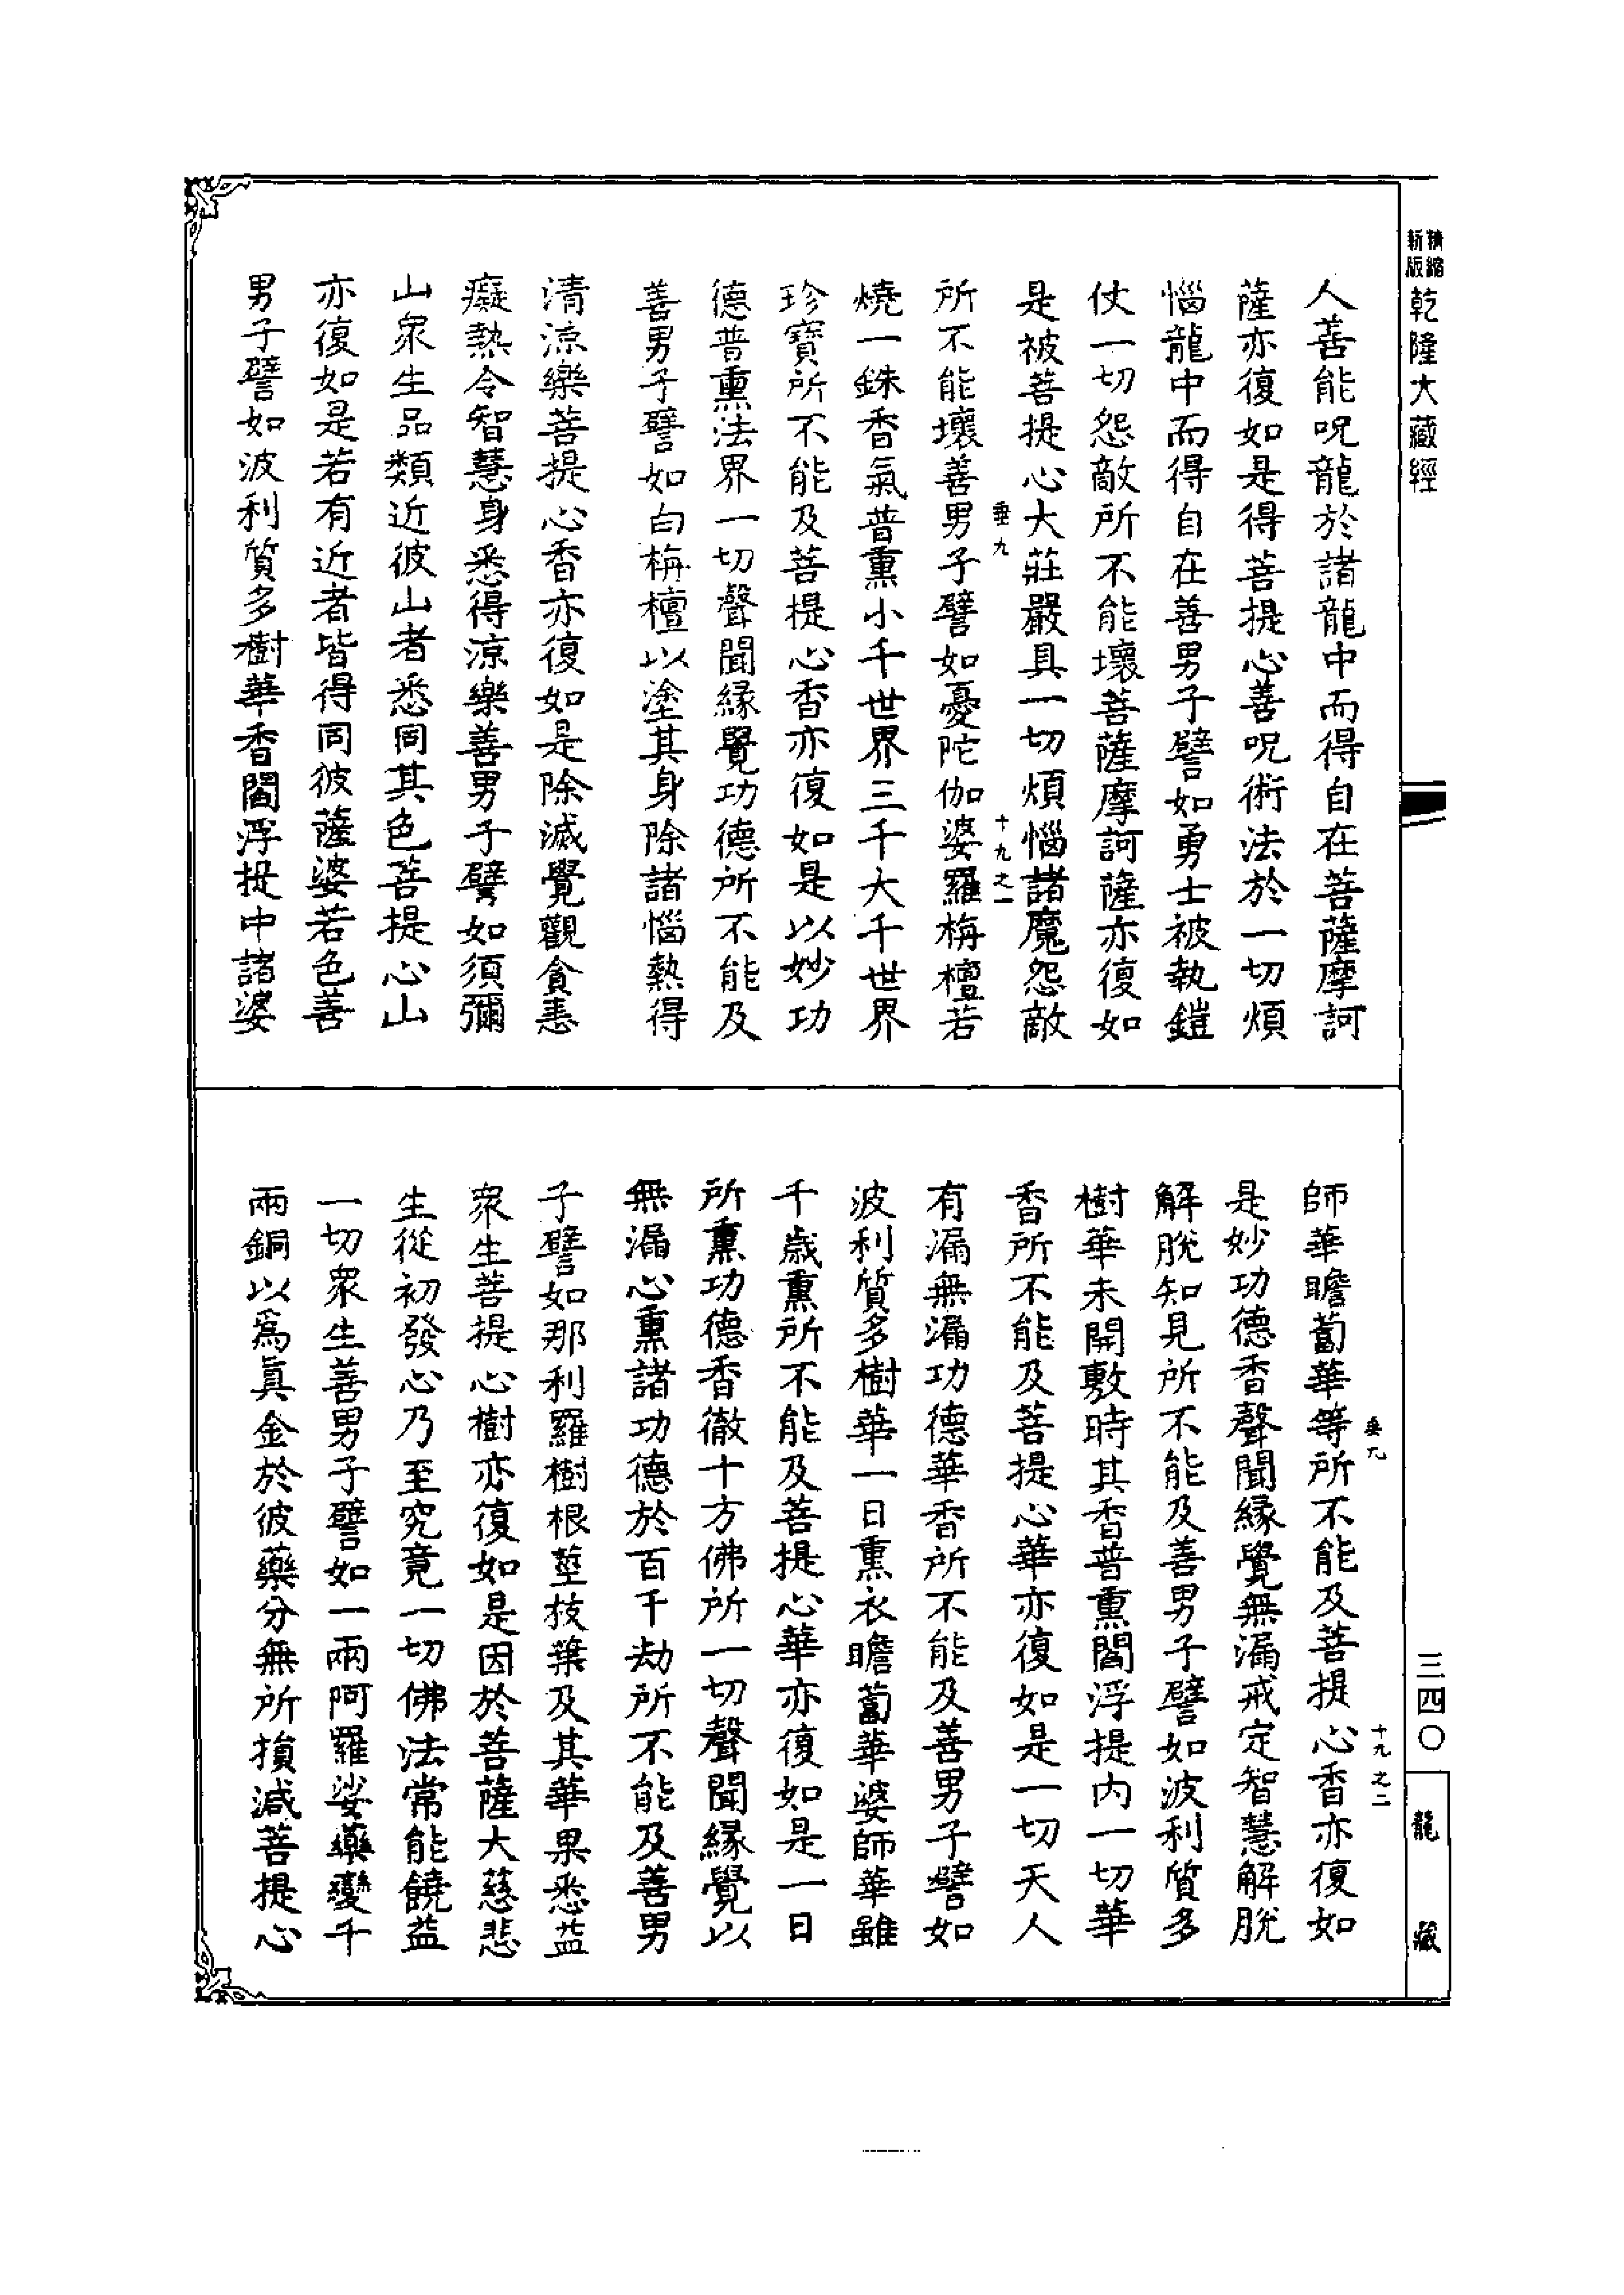 精縮
新版
乾隆大藏經
人善能呪龍於諸龍中而得自在菩薩摩訶
薩亦復如是得菩提心善呪術法於一切煩
惱龍中而得自在善男子譬如勇士被執鎧
仗一切怨敵所不能壞菩薩摩訶薩亦復如
是被菩提心大莊嚴具一切煩惱諸魔怨敵
垂九
十九之一
所不能壞善男子譬如憂陀伽婆羅栴檀若
燒一銖香氣普熏小千世界三千大千世界
珍寶所不能及菩提心香亦復如是以妙功
德普熏法界一切聲聞緣覺功德所不能及
善男子譬如白栴檀以塗其身除諸惱熱得
清涼樂菩提心香亦復如是除滅覺觀貪恚
癡熱令智慧身悉得涼樂善男子譬如須彌
山眾生品類近彼山者悉同其色菩提心山
亦復如是若有近者皆得同彼薩婆若色善
男子譬如波利質多樹華香閻浮提中諸婆
三四〇
龍藏
垂九
十九之二
師華瞻蔔華等所不能及菩提心香亦復如
是妙功德香聲聞緣覺無漏戒定智慧解脫
解脫知見所不能及善男子譬如波利質多
樹華未開敷時其香普熏閻浮提內一切華
香所不能及菩提心華亦復如是一切天人
有漏無漏功德華香所不能及善男子譬如
波利質多樹華一日熏衣瞻蔔華婆師華雖
千歲熏所不能及菩提心華亦復如是一日
所熏功德香徹十方佛所一切聲聞緣覺以
無漏心熏諸功德於百千劫所不能及善男
子譬如那利羅樹根莖枝葉及其華果悉益
眾生菩提心樹亦復如是因於菩薩大慈悲
生從初發心乃至究竟一切佛法常能饒益
一切眾生善男子譬如一兩阿羅娑藥變千
兩銅以為真金於彼藥分無所損減菩提心